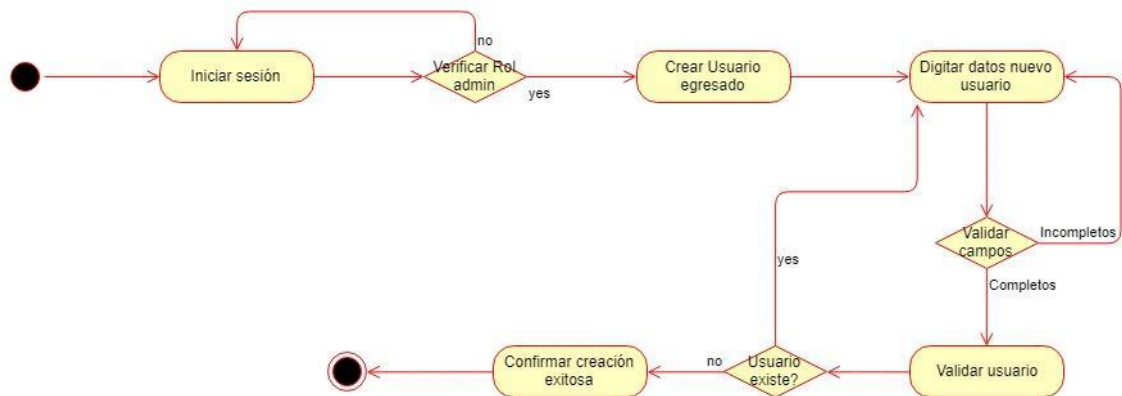 no
Iniciar sesión
Verificar Rol
admin
yes
Crear Usuario
egresado
Digitar datos nuevo
usuario
Validar
campos
Incompletos
yes
Completos
Confirmar creación
exitosa
no
Usuario
existe?
Validar usuario